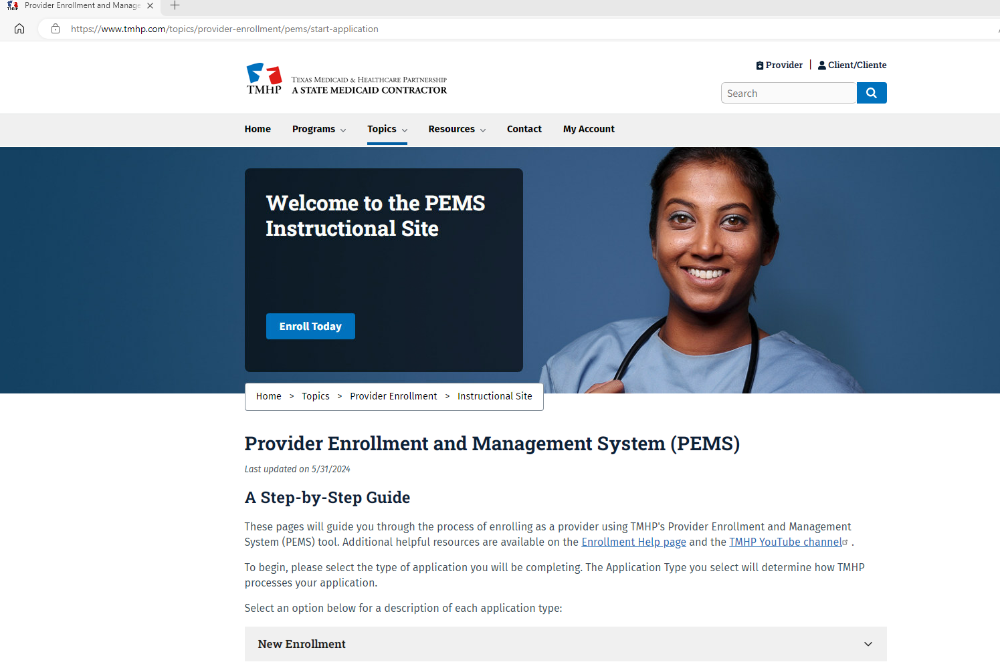 Provider Enrollment and Manage
https://www.tmhp.com/topics/provider-enrollment/pems/start-application
Provider | Client/Cliente
TMHP
TEXAS MEDICAID & HEALTHCARE PARTNERSHIP
A STATE MEDICAID CONTRACTOR
Search
Home Programs Topics Resources Contact My Account
Welcome to the PEMS
Instructional Site
Enroll Today
Home > Topics > Provider Enrollment > Instructional Site
Provider Enrollment and Management System (PEMS)
Last updated on 5/31/2024
A Step-by-Step Guide
These pages will guide you through the process of enrolling as a provider using TMHP's Provider Enrollment and Management
System (PEMS) tool. Additional helpful resources are available on the Enrollment Help page and the TMHP YouTube channel .
To begin, please select the type of application you will be completing. The Application Type you select will determine how TMHP
processes your application.
Select an option below for a description of each application type:
New Enrollment